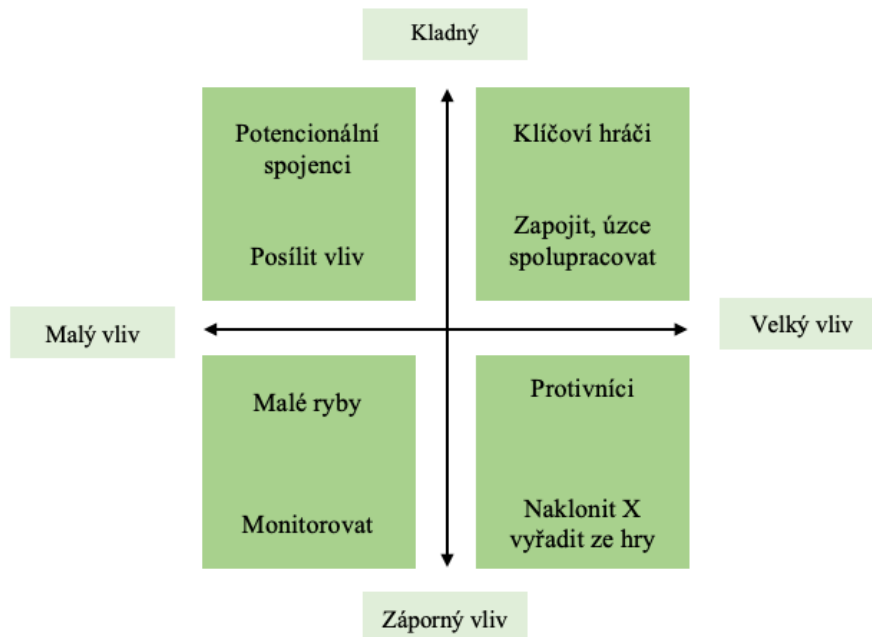 Kladný
Potencionální
spojenci
Posílit vliv
Klíčoví hráči
Zapojit, úzce
spolupracovat
Malý vliv
Velký vliv
Malé ryby
Monitorovat
Protivníci
Naklonit X
vyřadit ze hry
Záporný vliv